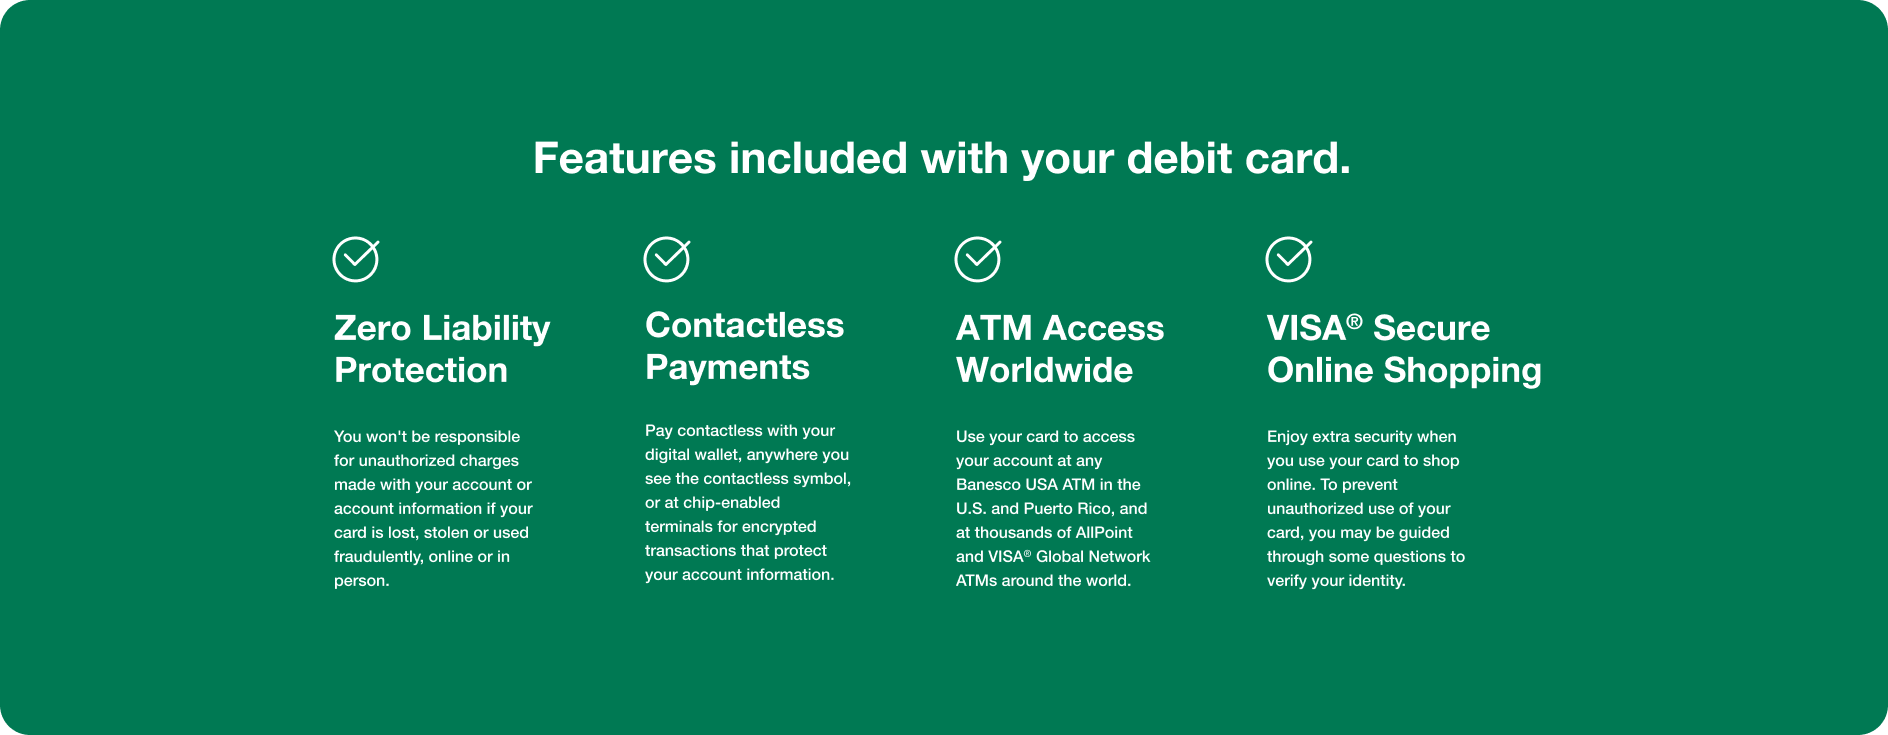 Features included with your debit card.
Zero Liability
Protection
You won't be responsible
for unauthorized charges
made with your account or
account information if your
card is lost, stolen or used
fraudulently, online or in
person.
Contactless
Payments
Pay contactless with your
digital wallet, anywhere you
see the contactless symbol,
or at chip-enabled
terminals for encrypted
transactions that protect
your account information.
ATM Access
Worldwide
Use your card to access
your account at any
Banesco USA ATM in the
U.S. and Puerto Rico, and
at thousands of AllPoint
and VISA® Global Network
ATMs around the world.
VISA® Secure
Online Shopping
Enjoy extra security when
you use your card to shop
online. To prevent
unauthorized use of your
card, you may be guided
through some questions to
verify your identity.